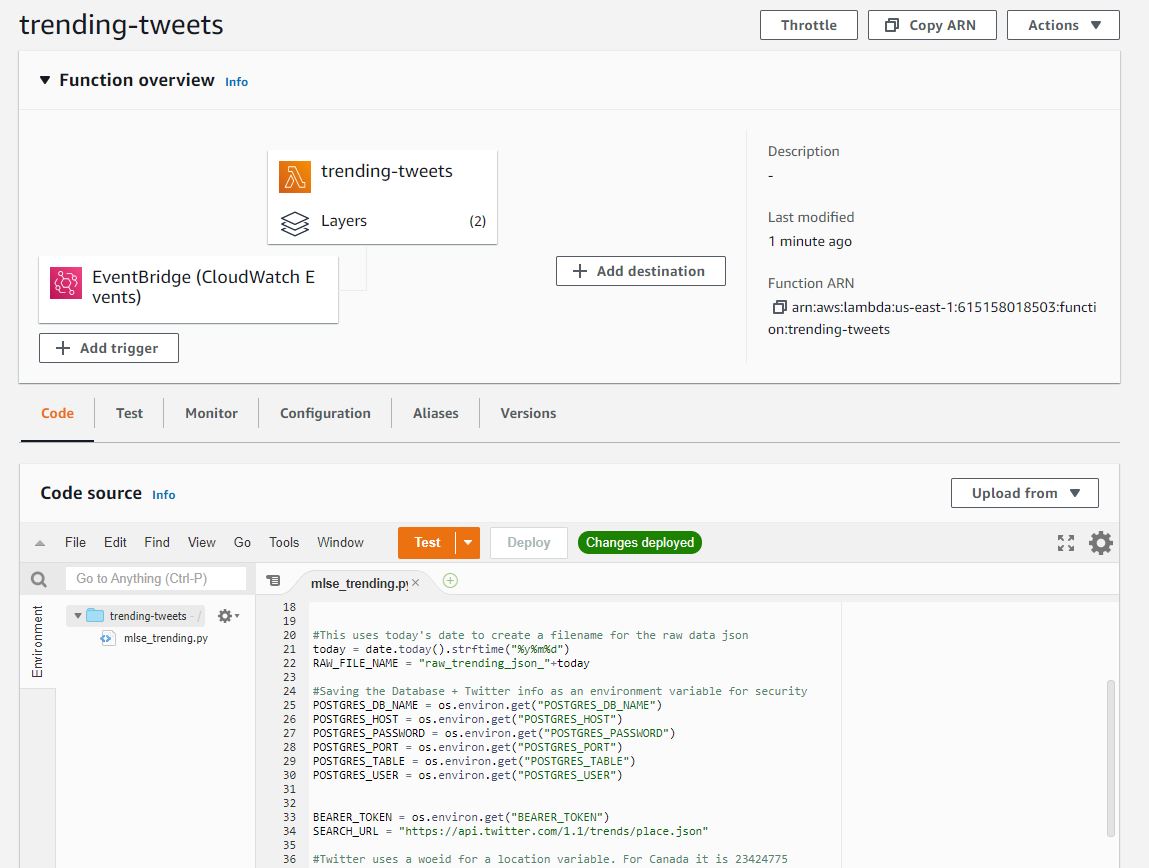 trending-tweets
Throttle
Copy ARN
Actions
Function overview Info
trending-tweets
Layers (2)
EventBridge (CloudWatch E
vents)
Add trigger
Add destination
Description
-
Last modified
1 minute ago
Function ARN
arn:aws:lambda:us-east-1:615158018503:functi
on:trending-tweets
Code
Test
Monitor
Configuration
Aliases
Versions
Code source Info
Upload from
File Edit Find View Go Tools Window
Test
Deploy
Changes deployed
Go to Anything (Ctrl-P)
mlse_trending.py
Environment
trending-tweets - /
mlse_trending.py
18
19
20 #This uses today's date to create a filename for the raw data json
21 today = date.today().strftime("%y%m%d")
22 RAW_FILE_NAME = "raw_trending_json_"+today
23
24 #Saving the Database + Twitter info as an environment variable for security
25 POSTGRES_DB_NAME = os.environ.get("POSTGRES_DB_NAME")
26 POSTGRES_HOST = os.environ.get("POSTGRES_HOST")
27 POSTGRES_PASSWORD = os.environ.get("POSTGRES_PASSWORD")
28 POSTGRES_PORT = os.environ.get("POSTGRES_PORT")
29 POSTGRES_TABLE = os.environ.get("POSTGRES_TABLE")
30 POSTGRES_USER = os.environ.get("POSTGRES_USER")
31
32
33 BEARER_TOKEN = os.environ.get("BEARER_TOKEN")
34 SEARCH_URL = "https://api.twitter.com/1.1/trends/place.json"
35
36 #Twitter uses a woeid for a location variable. For Canada it is 23424775